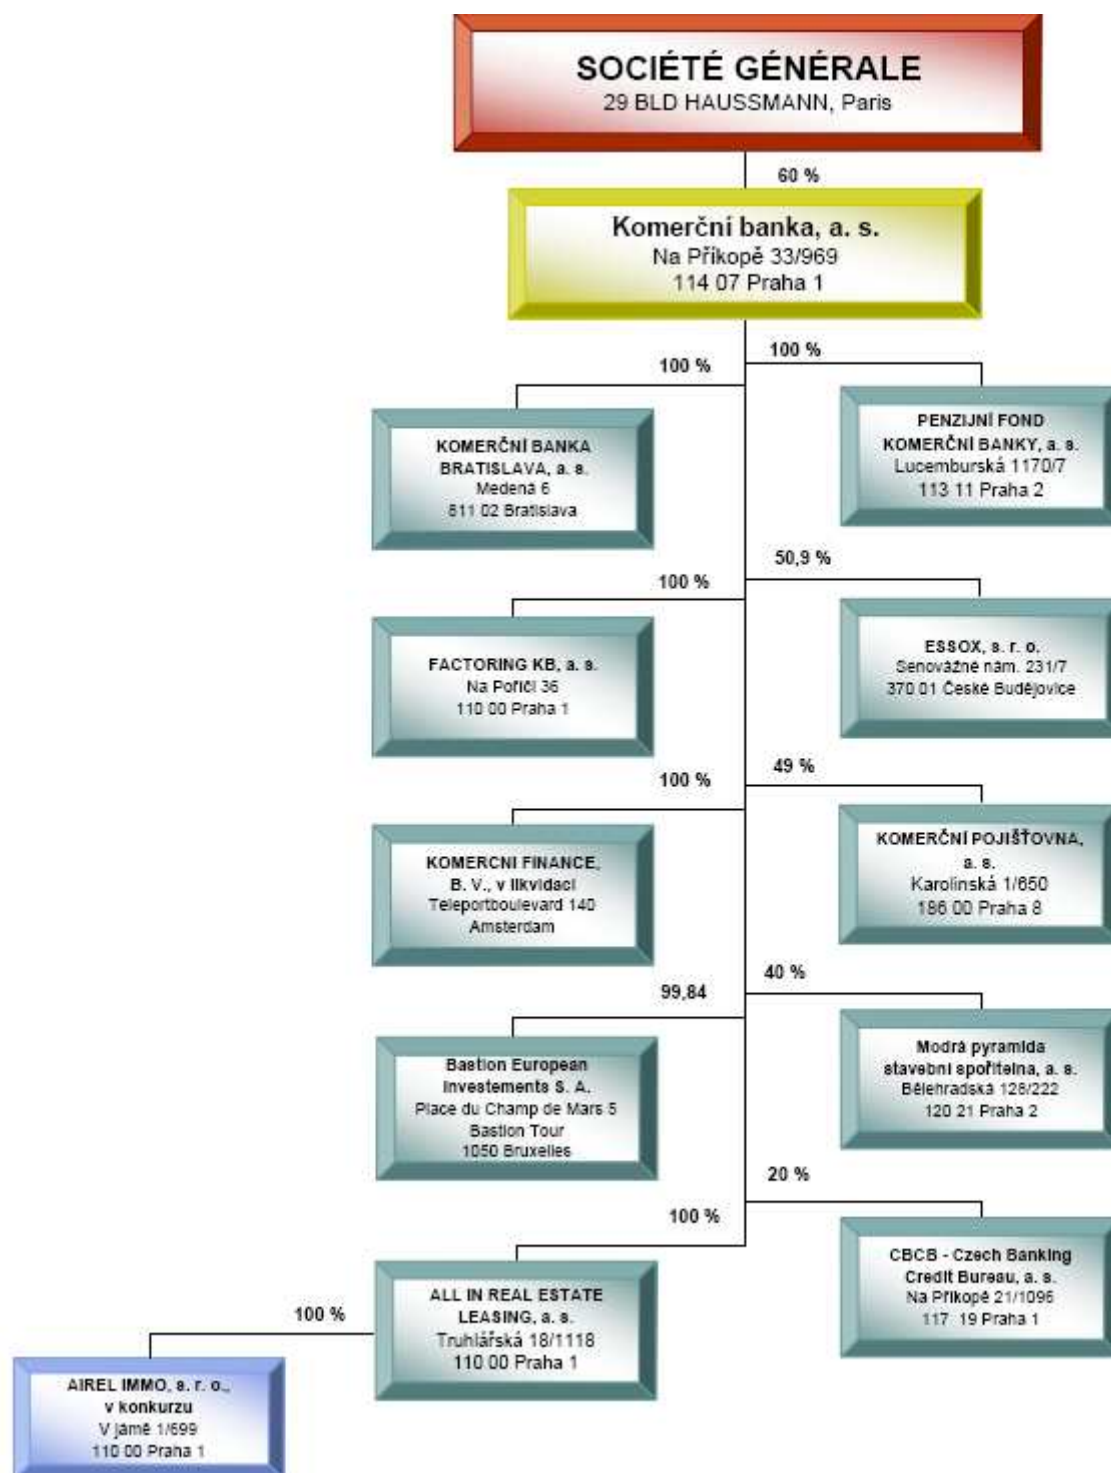 SOCIÉTÉ GÉNÉRALE
29 BLD HAUSSMANN, Paris
60 %
Komerční banka, a. s.
Na Příkopě 33/969
114 07 Praha 1
100 %
100 %
KOMERČNÍ BANKA
BRATISLAVA, a. s.
Medená 6
811 02 Bratislava
PENZIJNÍ FOND
KOMERČNÍ BANKY, a. s.
Lucemburská 1170/7
113 11 Praha 2
100 %
50,9 %
FACTORING KB, a. s.
Na Poříčí 36
110 00 Praha 1
ESSOX, s. r. o.
Senovážné nám. 231/7
370 01 České Budějovice
100 %
49 %
KOMERCNI FINANCE,
B. V., v likvidaci
Teleportboulevard 140
Amsterdam
KOMERČNÍ POJIŠŤOVNA,
a. s.
Karolinská 1/650
186 00 Praha 8
99,84
40 %
Bastion European
Investements S. A.
Place du Champ de Mars 5
Bastion Tour
1050 Bruxelles
Modrá pyramida
stavební spořitelna, a. s.
Bělehradská 128/222
120 21 Praha 2
100 %
20 %
ALL IN REAL ESTATE
LEASING, a. s.
Truhlářská 18/1118
110 00 Praha 1
CBCB - Czech Banking
Credit Bureau, a. s.
Na Příkopě 21/1096
117 19 Praha 1
100 %
AIREL IMMO, s. r. o.,
v konkurzu
V jámě 1/699
110 00 Praha 1